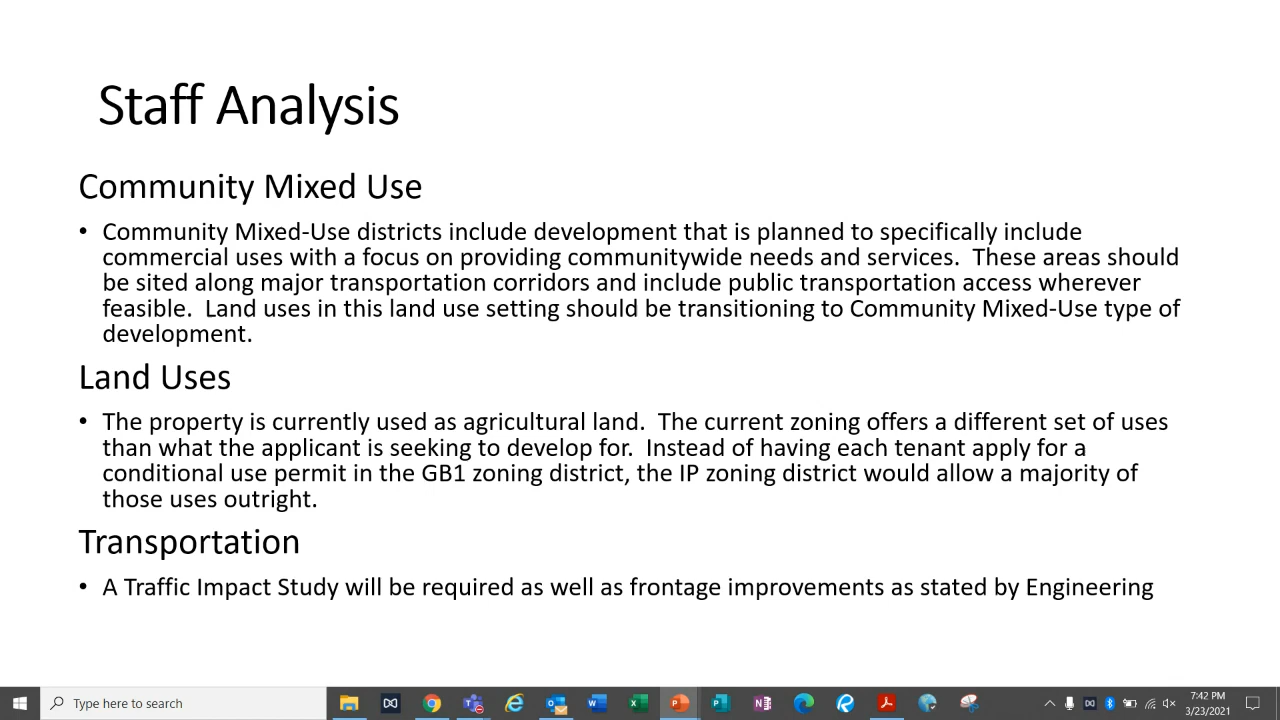 Staff Analysis
Community Mixed Use
• Community Mixed-Use districts include development that is planned to specifically include
commercial uses with a focus on providing communitywide needs and services.  These areas should
be sited along major transportation corridors and include public transportation access wherever
feasible.  Land uses in this land use setting should be transitioning to Community Mixed-Use type of
development.
Land Uses
• The property is currently used as agricultural land.  The current zoning offers a different set of uses
than what the applicant is seeking to develop for.  Instead of having each tenant apply for a
conditional use permit in the GB1 zoning district, the IP zoning district would allow a majority of
those uses outright.
Transportation
• A Traffic Impact Study will be required as well as frontage improvements as stated by Engineering
Type here to search
7:42 PM
3/23/2021